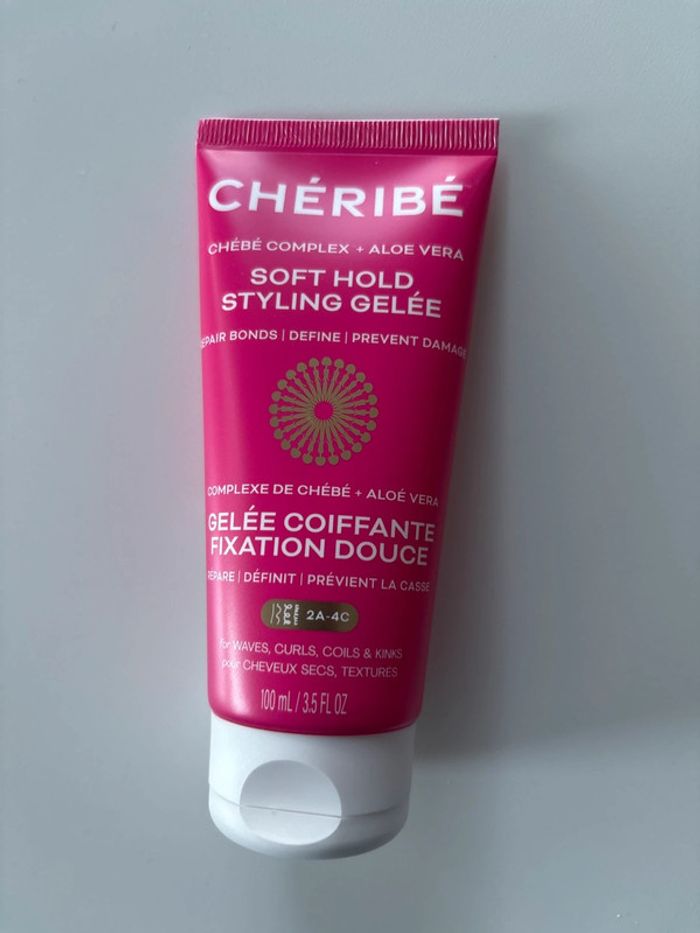 CHÉRIBÉ
CHÉBÉ COMPLEX + ALOE VERA
SOFT HOLD
STYLING GELÉE
REPAIR BONDS | DEFINE | PREVENT DAMAGE
COMPLEXE DE CHÉBÉ + ALOÉ VERA
GELÉE COIFFANTE
FIXATION DOUCE
RÉPARE | DÉFINIT | PRÉVIENT LA CASSE
2A-4C
for WAVES, CURLS, COILS & KINKS
pour CHEVEUX SECS, TEXTURÉS
100 mL / 3.5 FL OZ